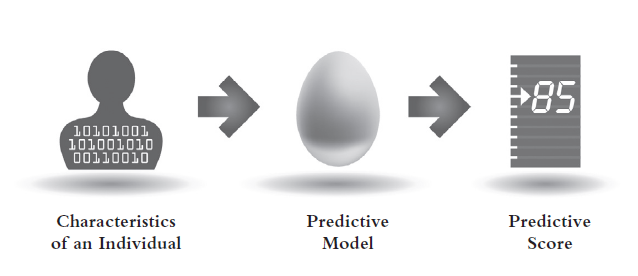 10101001
101001010
00110010
85
Characteristics
of an Individual
Predictive
Model
Predictive
Score